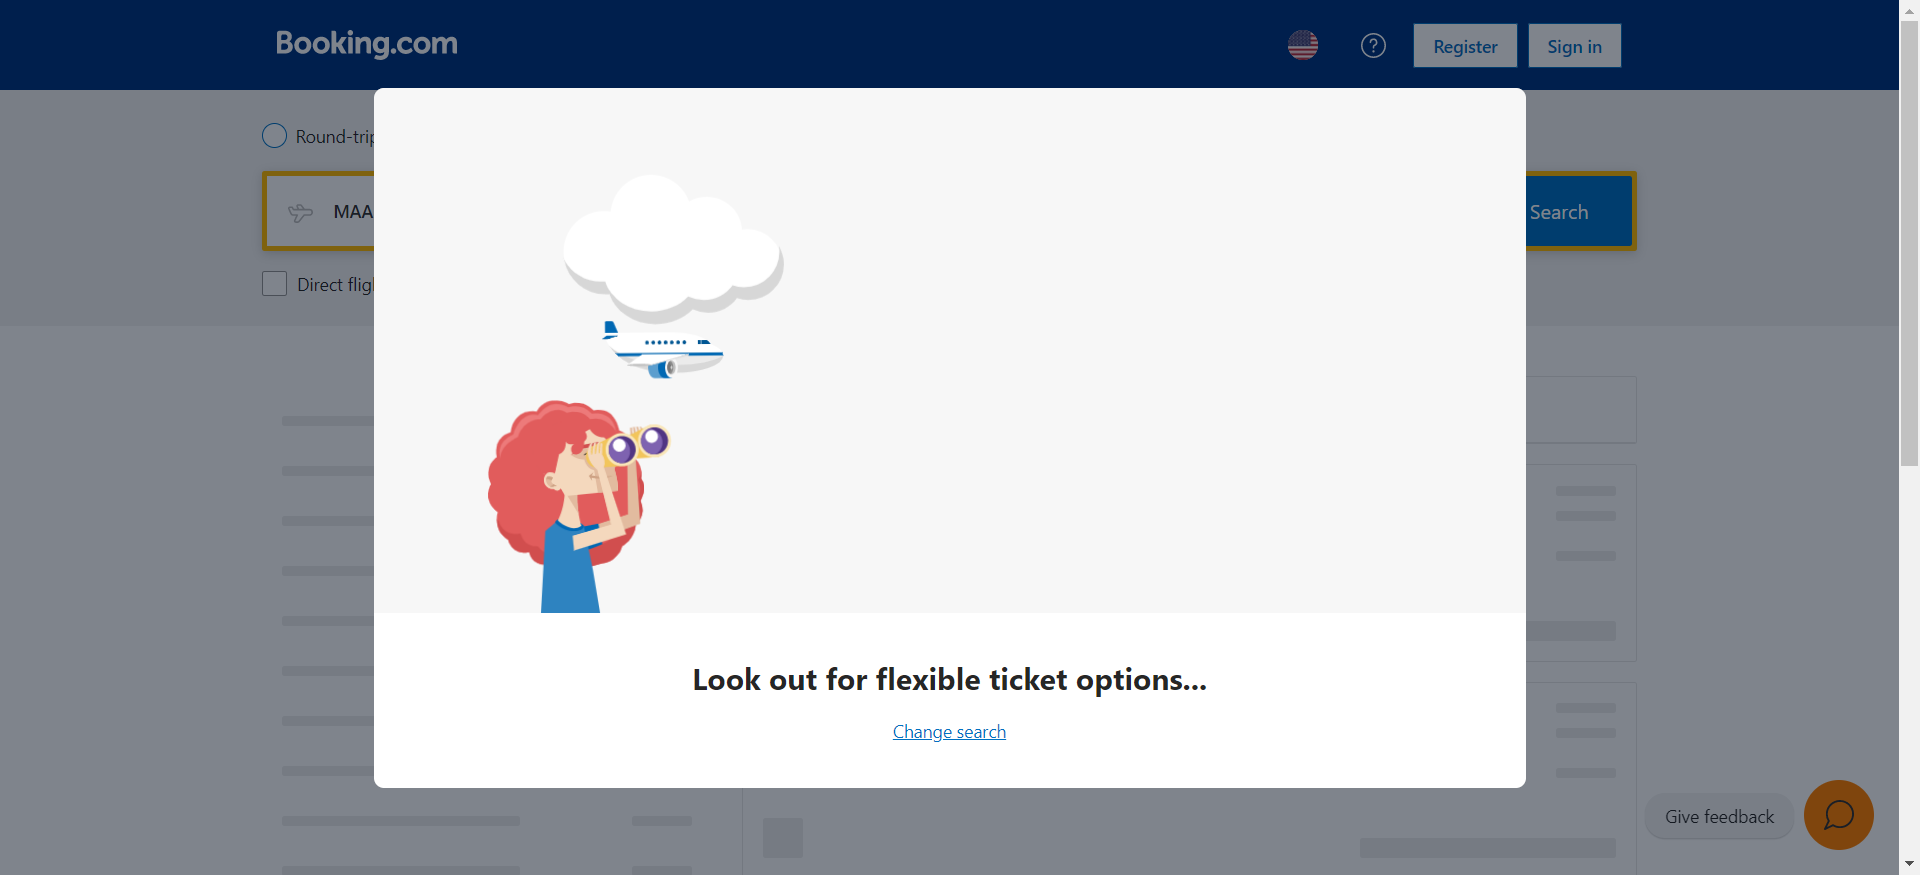 Booking.com
Register
Sign in
Round-trip
MAA
Search
Direct flig
Look out for flexible ticket options...
Change search
Give feedback